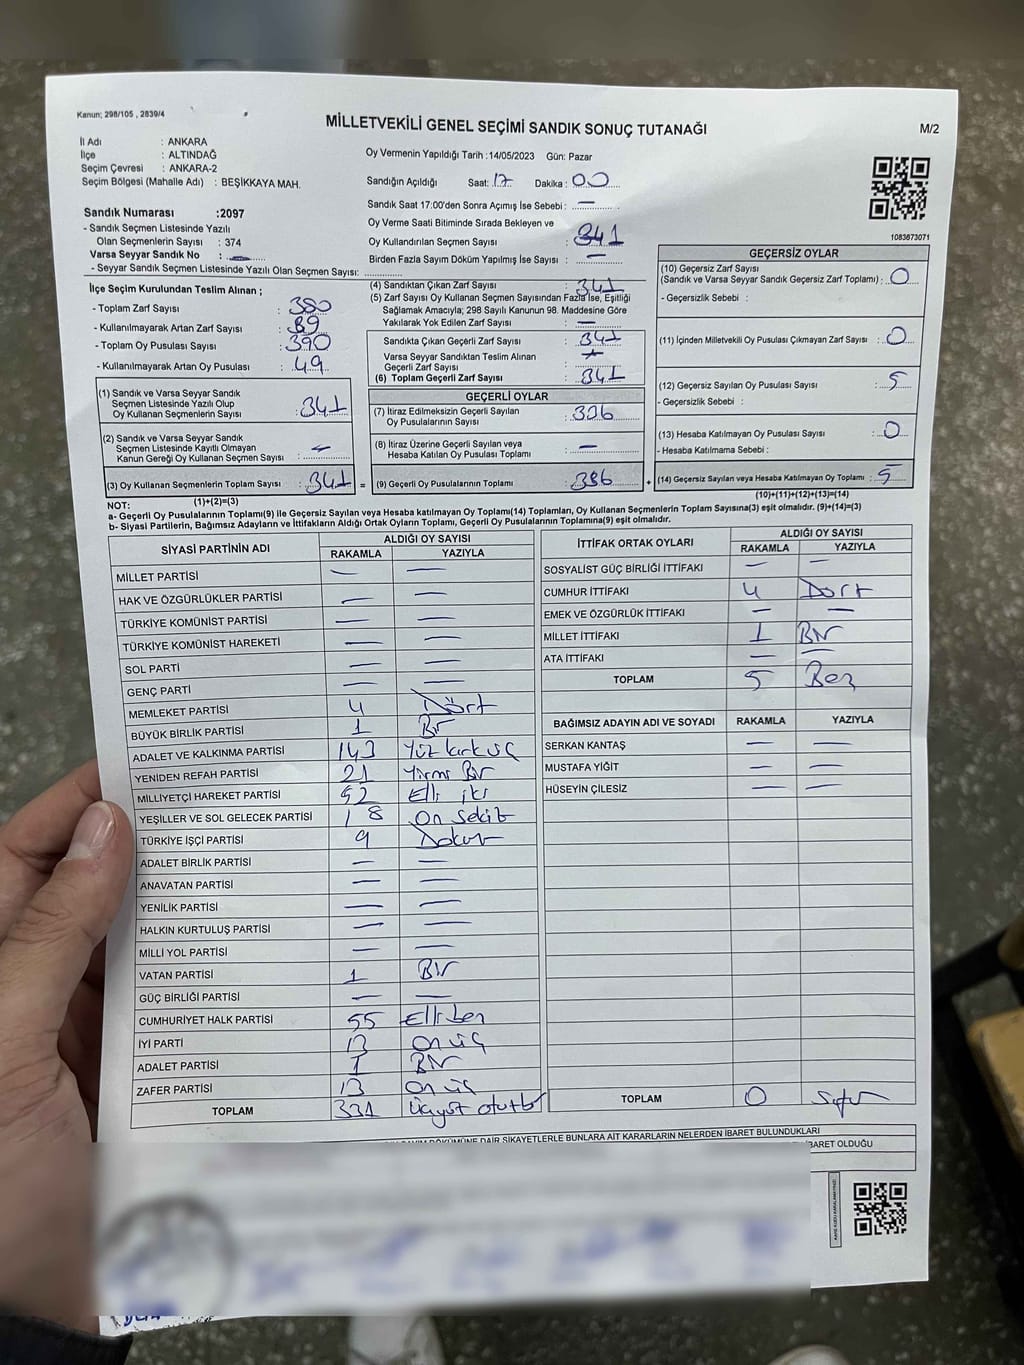 Kanun; 298/105 , 2839/4
MİLLETVEKİLİ GENEL SEÇİMİ SANDIK SONUÇ TUTANAĞI
M/2
İl Adı : ANKARA
İlçe : ALTINDAĞ
Seçim Çevresi : ANKARA-2
Seçim Bölgesi (Mahalle Adı) : BEŞİKKAYA MAH.
Oy Vermenin Yapıldığı Tarih :14/05/2023 Gün: Pazar
Sandığın Açıldığı Saat: 17 Dakika : 00
Sandık Saat 17:00'den Sonra Açımış İse Sebebi : —
Oy Verme Saati Bitiminde Sırada Bekleyen ve
Oy Kullandırılan Seçmen Sayısı : 341
Birden Fazla Sayım Döküm Yapılmış İse Sayısı : —
1083673071
Sandık Numarası :2097
- Sandık Seçmen Listesinde Yazılı
Olan Seçmenlerin Sayısı : 374
Varsa Seyyar Sandık No : —
- Seyyar Sandık Seçmen Listesinde Yazılı Olan Seçmen Sayısı:
İlçe Seçim Kurulundan Teslim Alınan ;
- Toplam Zarf Sayısı : 380
- Kullanılmayarak Artan Zarf Sayısı : 39
- Toplam Oy Pusulası Sayısı : 390
- Kullanılmayarak Artan Oy Pusulası : 49
(1) Sandık ve Varsa Seyyar Sandık
Seçmen Listesinde Yazılı Olup
Oy Kullanan Seçmenlerin Sayısı : 341
(2) Sandık ve Varsa Seyyar Sandık
Seçmen Listesinde Kayıtlı Olmayan
Kanun Gereği Oy Kullanan Seçmen Sayısı : —
(3) Oy Kullanan Seçmenlerin Toplam Sayısı : 341
(4) Sandıktan Çıkan Zarf Sayısı : 341
(5) Zarf Sayısı Oy Kullanan Seçmen Sayısından Fazla İse, Eşitliği
Sağlamak Amacıyla; 298 Sayılı Kanunun 98. Maddesine Göre
Yakılarak Yok Edilen Zarf Sayısı : —
Sandıkta Çıkan Geçerli Zarf Sayısı : 341
Varsa Seyyar Sandıktan Teslim Alınan
Geçerli Zarf Sayısı : —
(6) Toplam Geçerli Zarf Sayısı : 341
GEÇERLİ OYLAR
(7) İtiraz Edilmeksizin Geçerli Sayılan
Oy Pusulalarının Sayısı : 336
(8) İtiraz Üzerine Geçerli Sayılan veya
Hesaba Katılan Oy Pusulası Toplamı : —
= (9) Geçerli Oy Pusulalarının Toplamı : 336
GEÇERSİZ OYLAR
(10) Geçersiz Zarf Sayısı
(Sandık ve Varsa Seyyar Sandık Geçersiz Zarf Toplamı) : 0
- Geçersizlik Sebebi :
(11) İçinden Milletvekili Oy Pusulası Çıkmayan Zarf Sayısı : 0
(12) Geçersiz Sayılan Oy Pusulası Sayısı : 5
- Geçersizlik Sebebi :
(13) Hesaba Katılmayan Oy Pusulası Sayısı : 0
- Hesaba Katılmama Sebebi :
+ (14) Geçersiz Sayılan veya Hesaba Katılmayan Oy Toplamı : 5
NOT: (1)+(2)=(3)
(10)+(11)+(12)+(13)=(14)
a- Geçerli Oy Pusulalarının Toplamı(9) ile Geçersiz Sayılan veya Hesaba katılmayan Oy Toplamı(14) Toplamları, Oy Kullanan Seçmenlerin Toplam Sayısına(3) eşit olmalıdır. (9)+(14)=(3)
b- Siyasi Partilerin, Bağımsız Adayların ve İttifakların Aldığı Ortak Oyların Toplamı, Geçerli Oy Pusulalarının Toplamına(9) eşit olmalıdır.
SİYASİ PARTİNİN ADI ALDIĞI OY SAYISI
RAKAMLA YAZIYLA
MİLLET PARTİSİ — —
HAK VE ÖZGÜRLÜKLER PARTİSİ — —
TÜRKİYE KOMÜNİST PARTİSİ — —
TÜRKİYE KOMÜNİST HAREKETİ — —
SOL PARTİ — —
GENÇ PARTİ — —
MEMLEKET PARTİSİ 4 Dört
BÜYÜK BİRLİK PARTİSİ 1 Bir
ADALET VE KALKINMA PARTİSİ 143 Yüz kırk üç
YENİDEN REFAH PARTİSİ 21 Yirmi Bir
MİLLİYETÇİ HAREKET PARTİSİ 52 Elli iki
YEŞİLLER VE SOL GELECEK PARTİSİ 18 On sekiz
TÜRKİYE İŞÇİ PARTİSİ 9 Dokuz
ADALET BİRLİK PARTİSİ — —
ANAVATAN PARTİSİ — —
YENİLİK PARTİSİ — —
HALKIN KURTULUŞ PARTİSİ — —
MİLLİ YOL PARTİSİ — —
VATAN PARTİSİ 1 Bir
GÜÇ BİRLİĞİ PARTİSİ — —
CUMHURİYET HALK PARTİSİ 55 Elli beş
İYİ PARTİ 13 On üç
ADALET PARTİSİ 1 Bir
ZAFER PARTİSİ 13 On üç
TOPLAM 331 Üçyüz otuzbir
İTTİFAK ORTAK OYLARI ALDIĞI OY SAYISI
RAKAMLA YAZIYLA
SOSYALİST GÜÇ BİRLİĞİ İTTİFAKI — —
CUMHUR İTTİFAKI 4 Dört
EMEK VE ÖZGÜRLÜK İTTİFAKI — —
MİLLET İTTİFAKI 1 Bir
ATA İTTİFAKI — —
TOPLAM 5 Beş
BAĞIMSIZ ADAYIN ADI VE SOYADI RAKAMLA YAZIYLA
SERKAN KANTAŞ — —
MUSTAFA YİĞİT — —
HÜSEYİN ÇİLESİZ — —
TOPLAM 0 Sıfır
DÖKÜMÜNE DAİR ŞİKAYETLERLE BUNLARA AİT KARARLARIN NELERDEN İBARET BULUNDUKLARI
İBARET OLDUĞU